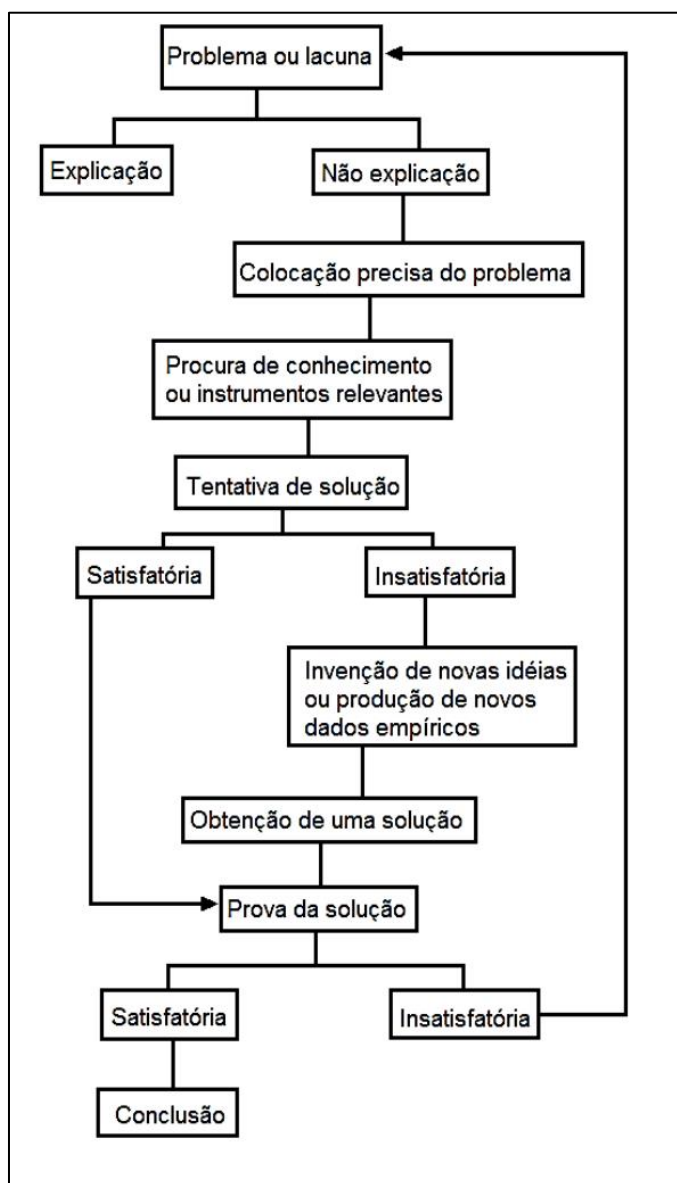 Problema ou lacuna
Explicação
Não explicação
Colocação precisa do problema
Procura de conhecimento
ou instrumentos relevantes
Tentativa de solução
Satisfatória
Insatisfatória
Invenção de novas idéias
ou produção de novos
dados empíricos
Obtenção de uma solução
Prova da solução
Satisfatória
Insatisfatória
Conclusão